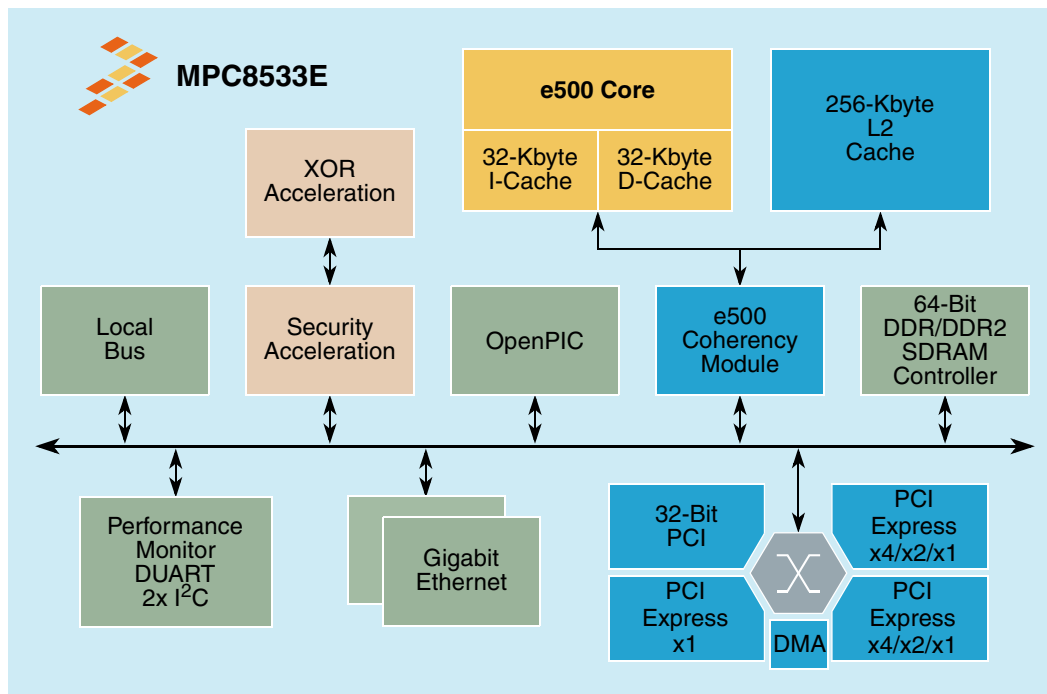 MPC8533E
e500 Core
32-Kbyte
I-Cache
32-Kbyte
D-Cache
256-Kbyte
L2
Cache
XOR
Acceleration
Local
Bus
Security
Acceleration
OpenPIC
e500
Coherency
Module
64-Bit
DDR/DDR2
SDRAM
Controller
Performance
Monitor
DUART
2x I²C
Gigabit
Ethernet
32-Bit
PCI
PCI
Express
x4/x2/x1
PCI
Express
x1
DMA
PCI
Express
x4/x2/x1